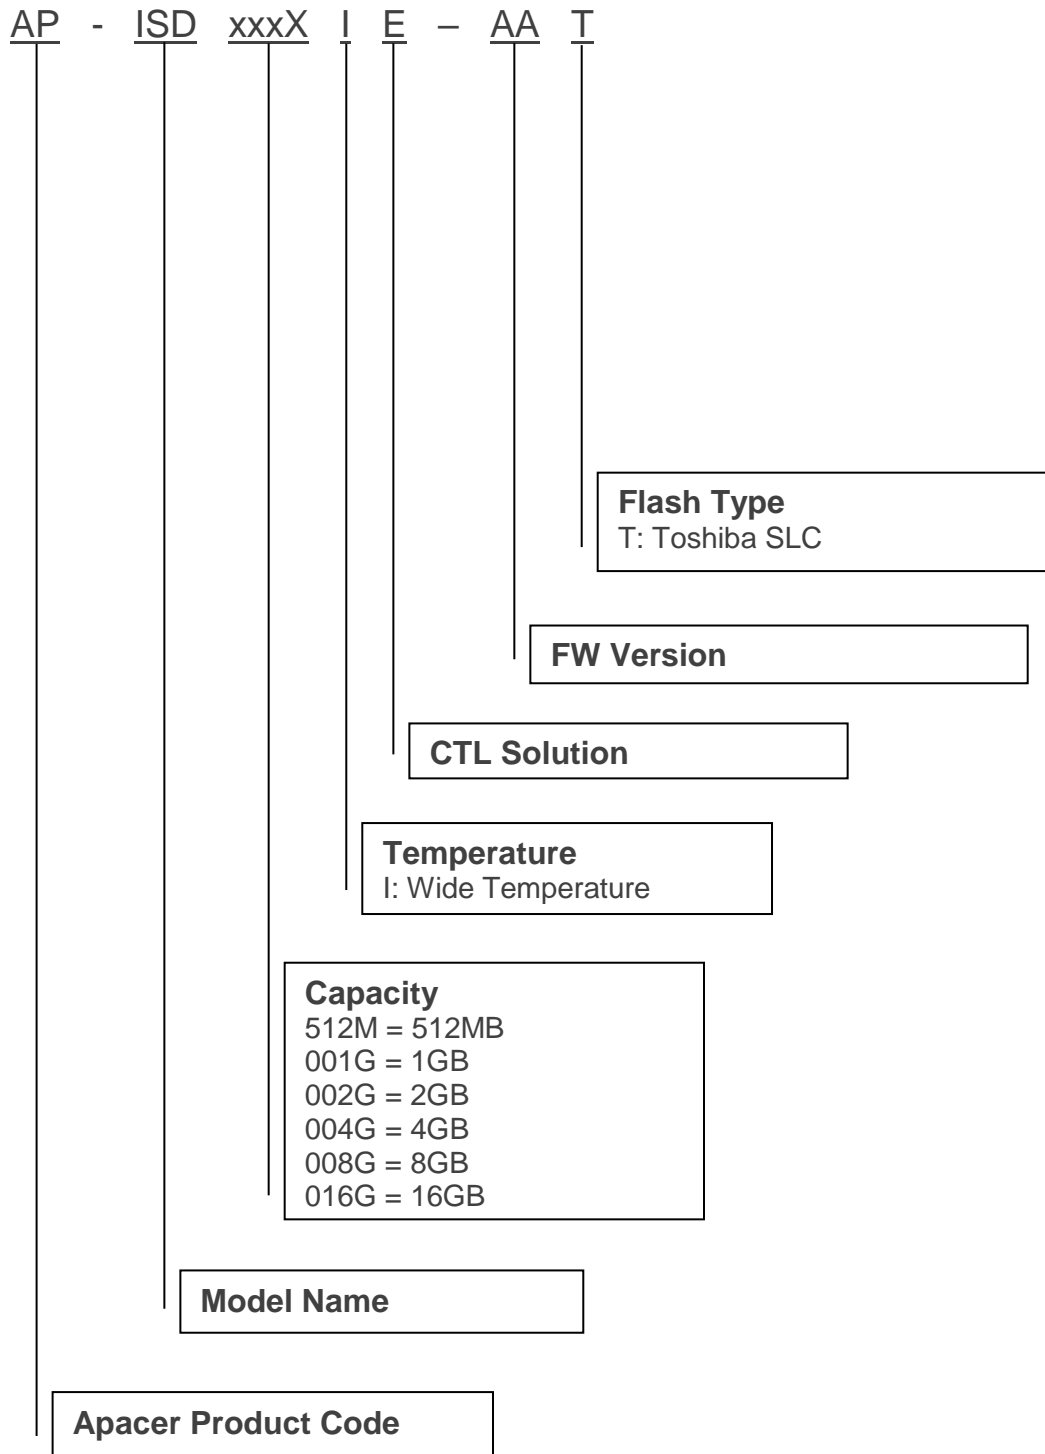 AP - ISD xxxX I E – AA T
Flash Type
T: Toshiba SLC
FW Version
CTL Solution
Temperature
I: Wide Temperature
Capacity
512M = 512MB
001G = 1GB
002G = 2GB
004G = 4GB
008G = 8GB
016G = 16GB
Model Name
Apacer Product Code